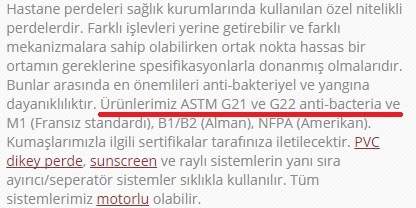 Hastane perdeleri sağlık kurumlarında kullanılan özel nitelikli
perdelerdir. Farklı işlevleri yerine getirebilir ve farklı
mekanizmalara sahip olabilirken ortak nokta hassas bir
ortamın gereklerine spesifikasyonlarla donanmış olmalarıdır.
Bunlar arasında en önemlileri anti-bakteriyel ve yangına
dayanıklılıktır. Ürünlerimiz ASTM G21 ve G22 anti-bacteria ve
M1 (Fransız standardı), B1/B2 (Alman), NFPA (Amerikan).
Kumaşlarımızla ilgili sertifikalar tarafınıza iletilecektir. PVC
dikey perde, sunscreen ve raylı sistemlerin yanı sıra
ayırıcı/seperatör sistemler sıklıkla kullanılır. Tüm
sistemlerimiz motorlu olabilir.